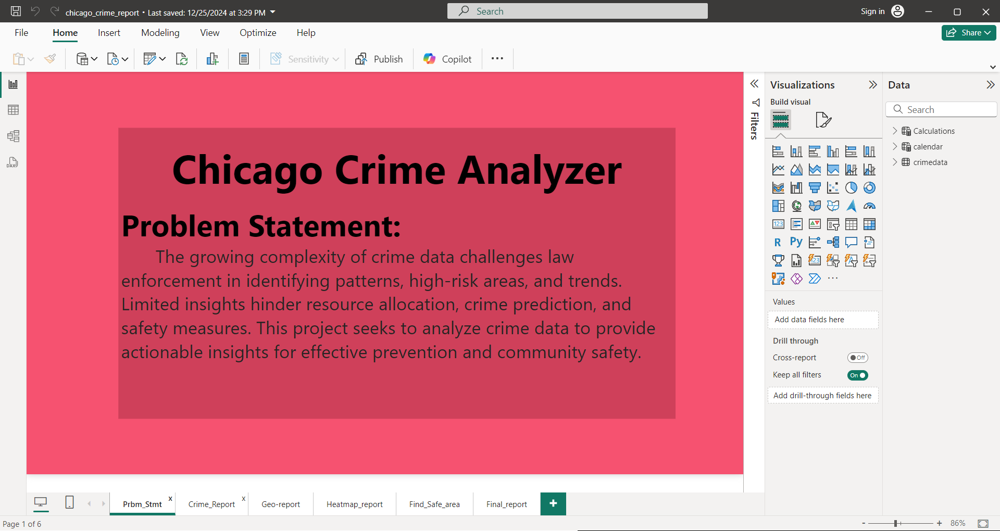 chicago_crime_report • Last saved: 12/25/2024 at 3:29 PM
Search
Sign in
File
Home
Insert
Modeling
View
Optimize
Help
Share
Sensitivity
Publish
Copilot
Chicago Crime Analyzer
Problem Statement:
The growing complexity of crime data challenges law
enforcement in identifying patterns, high-risk areas, and trends.
Limited insights hinder resource allocation, crime prediction, and
safety measures. This project seeks to analyze crime data to provide
actionable insights for effective prevention and community safety.
Filters
Visualizations
Build visual
123
R
Py
123
Values
Add data fields here
Drill through
Cross-report
Off
Keep all filters
On
Add drill-through fields here
Data
Search
Calculations
calendar
crimedata
DAX
Prbm_Stmt
x
Crime_Report
x
Geo-report
Heatmap_report
Find_Safe_area
Final_report
+
Page 1 of 6
-
+
86%